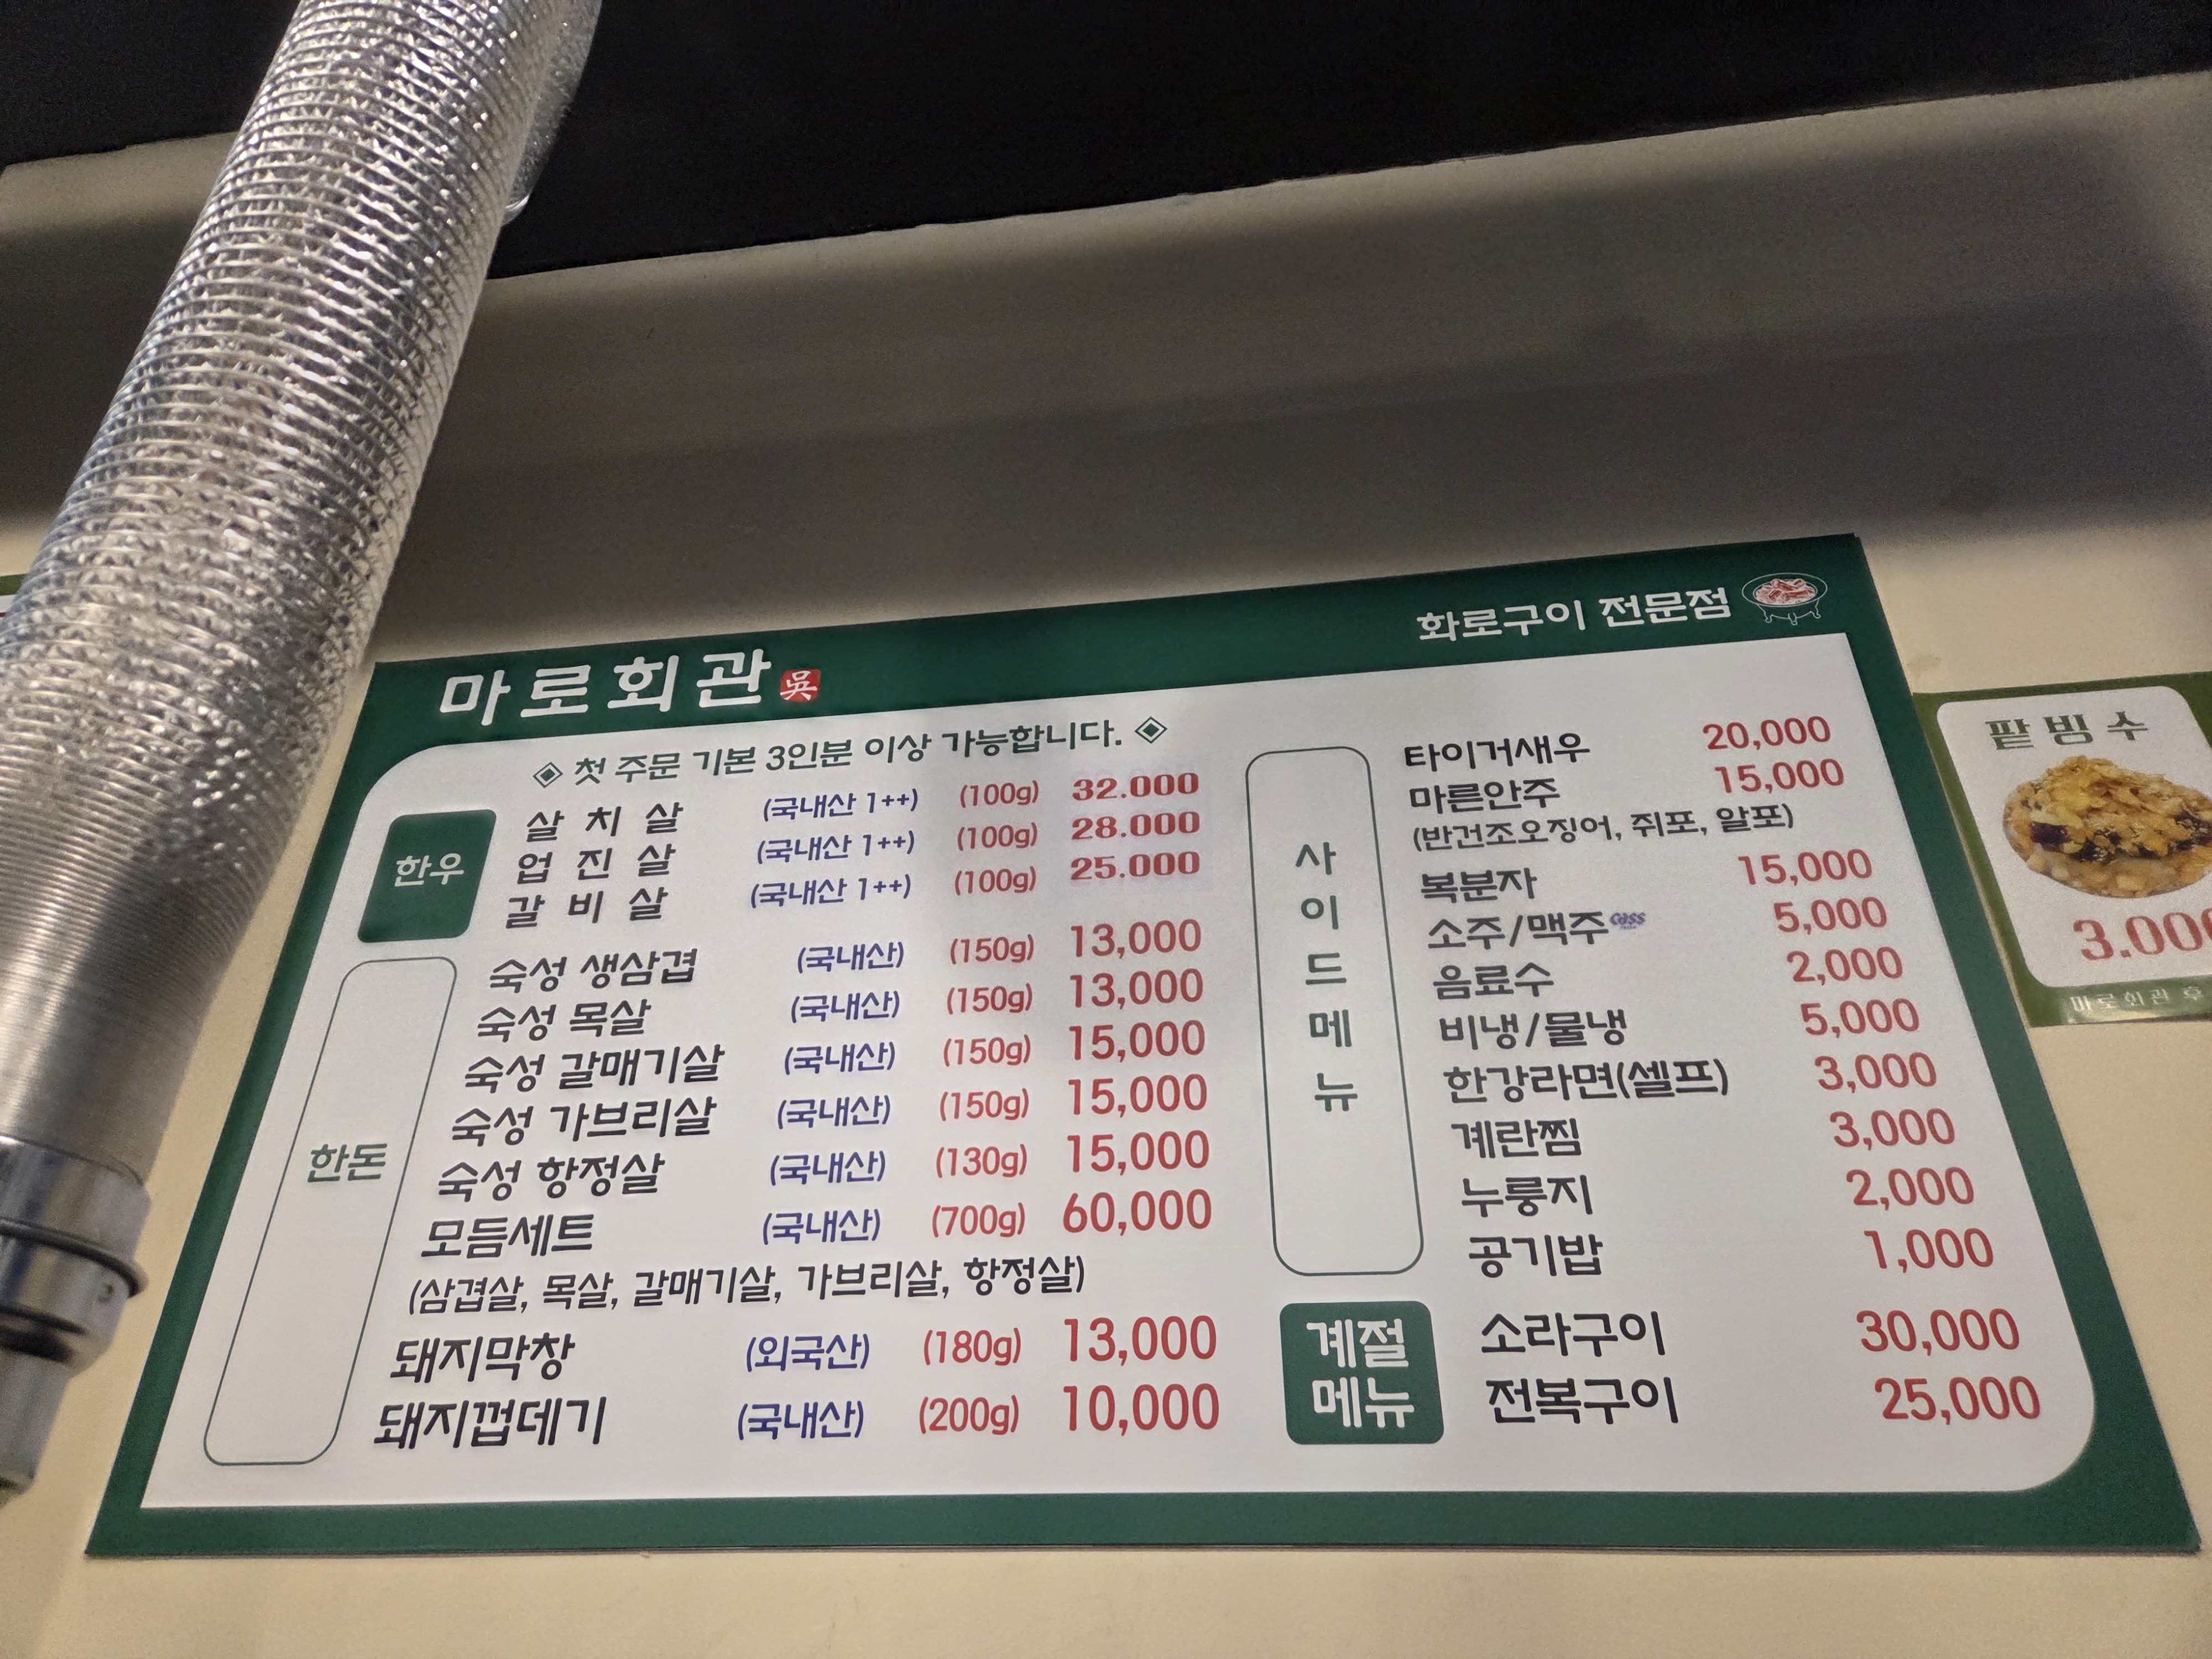 마로회관 吳
화로구이 전문점
◈ 첫 주문 기본 3인분 이상 가능합니다. ◈
한우
살 치 살 (국내산 1++) (100g) 32.000
업 진 살 (국내산 1++) (100g) 28.000
갈 비 살 (국내산 1++) (100g) 25.000
한돈
숙성 생삼겹 (국내산) (150g) 13,000
숙성 목살 (국내산) (150g) 13,000
숙성 갈매기살 (국내산) (150g) 15,000
숙성 가브리살 (국내산) (150g) 15,000
숙성 항정살 (국내산) (130g) 15,000
모듬세트 (국내산) (700g) 60,000
(삼겹살, 목살, 갈매기살, 가브리살, 항정살)
돼지막창 (외국산) (180g) 13,000
돼지껍데기 (국내산) (200g) 10,000
사이드메뉴
타이거새우 20,000
마른안주 15,000
(반건조오징어, 쥐포, 알포)
복분자 15,000
소주/맥주 Cass 5,000
음료수 2,000
비냉/물냉 5,000
한강라면(셀프) 3,000
계란찜 3,000
누룽지 2,000
공기밥 1,000
계절
메뉴
소라구이 30,000
전복구이 25,000
팥빙수
3.000
마로회관 후